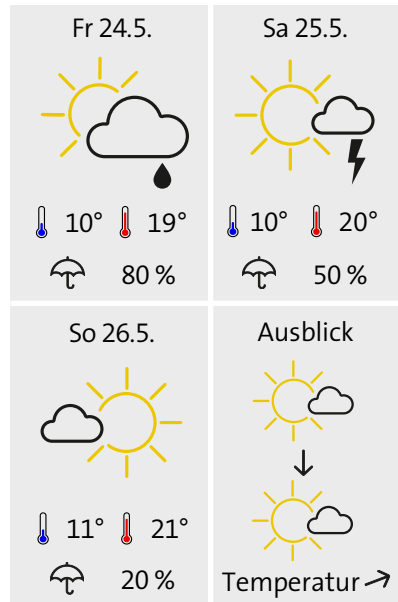 Fr 24.5.
10° 19°
80 %
Sa 25.5.
10° 20°
50 %
So 26.5.
11° 21°
20 %
Ausblick
Temperatur